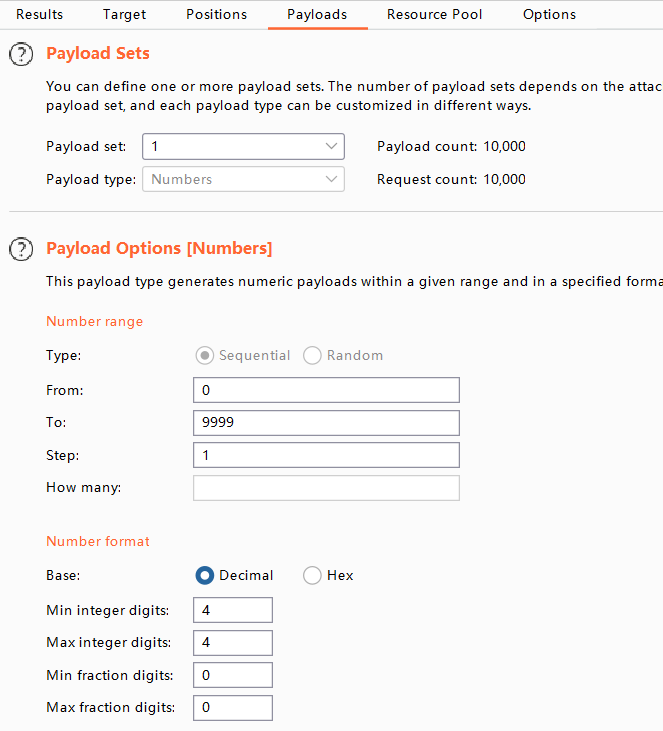 Results Target Positions Payloads Resource Pool Options
? Payload Sets
You can define one or more payload sets. The number of payload sets depends on the attac
payload set, and each payload type can be customized in different ways.
Payload set: 1 Payload count: 10,000
Payload type: Numbers Request count: 10,000
? Payload Options [Numbers]
This payload type generates numeric payloads within a given range and in a specified forma
Number range
Type: Sequential Random
From: 0
To: 9999
Step: 1
How many:
Number format
Base: Decimal Hex
Min integer digits: 4
Max integer digits: 4
Min fraction digits: 0
Max fraction digits: 0